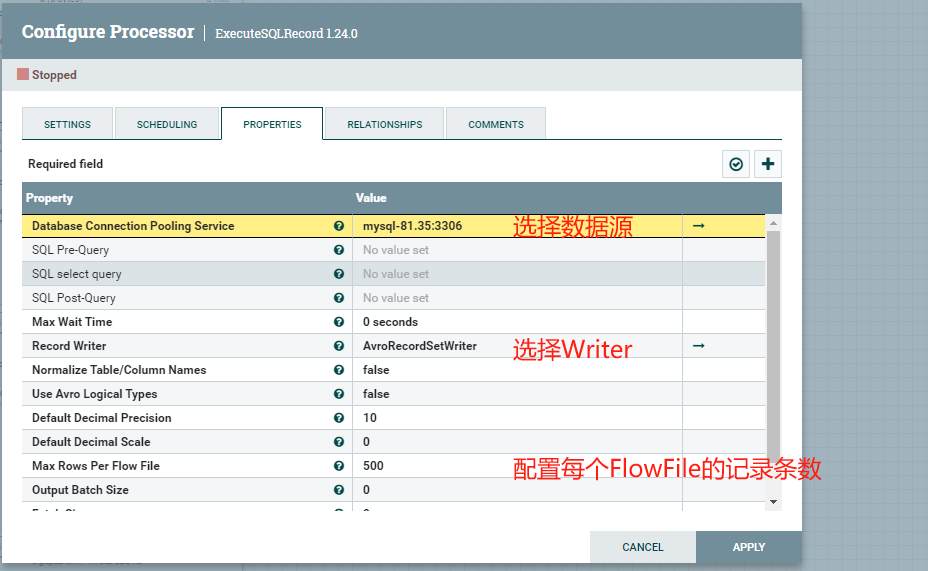 Configure Processor | ExecuteSQLRecord 1.24.0
Stopped
SETTINGS SCHEDULING PROPERTIES RELATIONSHIPS COMMENTS
Required field
Property Value
Database Connection Pooling Service mysql-81.35:3306 选择数据源
SQL Pre-Query No value set
SQL select query No value set
SQL Post-Query No value set
Max Wait Time 0 seconds
Record Writer AvroRecordSetWriter 选择Writer
Normalize Table/Column Names false
Use Avro Logical Types false
Default Decimal Precision 10
Default Decimal Scale 0
Max Rows Per Flow File 500 配置每个FlowFile的记录条数
Output Batch Size 0
CANCEL APPLY